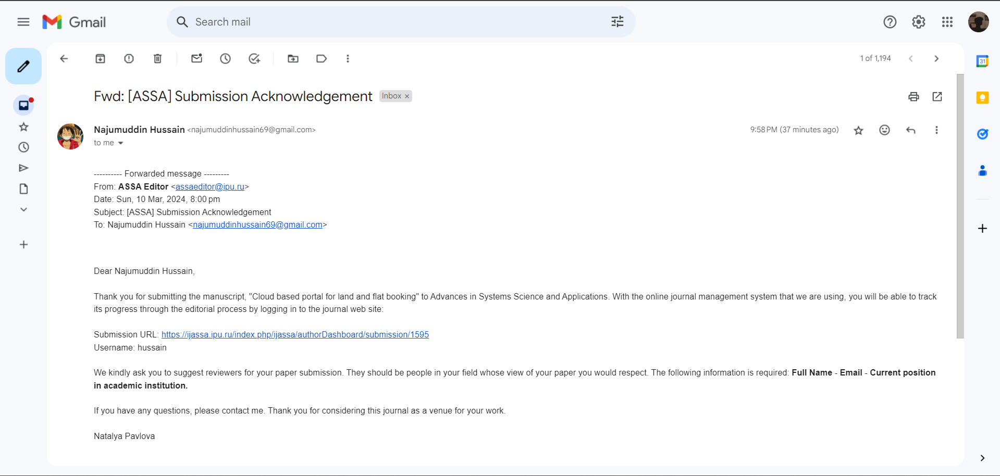 Gmail
Search mail
1 of 1,194
31
Fwd: [ASSA] Submission Acknowledgement Inbox ×
Najumuddin Hussain <najumuddinhussain69@gmail.com>
9:58 PM (37 minutes ago)
to me
---------- Forwarded message ---------
From: ASSA Editor <assaeditor@ipu.ru>
Date: Sun, 10 Mar, 2024, 8:00 pm
Subject: [ASSA] Submission Acknowledgement
To: Najumuddin Hussain <najumuddinhussain69@gmail.com>
Dear Najumuddin Hussain,
Thank you for submitting the manuscript, "Cloud based portal for land and flat booking" to Advances in Systems Science and Applications. With the online journal management system that we are using, you will be able to track
its progress through the editorial process by logging in to the journal web site:
Submission URL: https://ijassa.ipu.ru/index.php/ijassa/authorDashboard/submission/1595
Username: hussain
We kindly ask you to suggest reviewers for your paper submission. They should be people in your field whose view of your paper you would respect. The following information is required: Full Name - Email - Current position
in academic institution.
If you have any questions, please contact me. Thank you for considering this journal as a venue for your work.
Natalya Pavlova